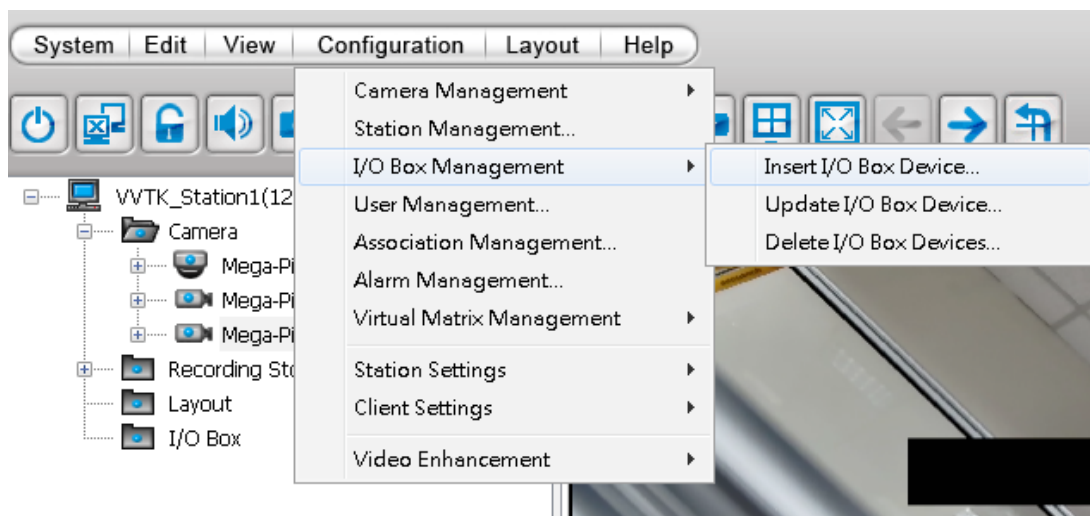 System Edit View Configuration Layout Help
Camera Management
Station Management...
I/O Box Management
User Management...
Association Management...
Alarm Management...
Virtual Matrix Management
Station Settings
Client Settings
Video Enhancement
Insert I/O Box Device...
Update I/O Box Device...
Delete I/O Box Devices...
VVTK_Station1(12
Camera
Mega-Pi
Mega-Pi
Mega-Pi
Recording Sto
Layout
I/O Box